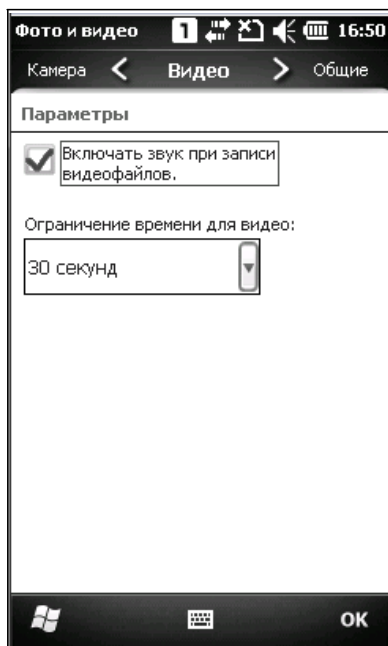 Фото и видео 1 16:50
Камера Видео Общие
Параметры
Включать звук при записи
видеофайлов.
Ограничение времени для видео:
30 секунд
ОК